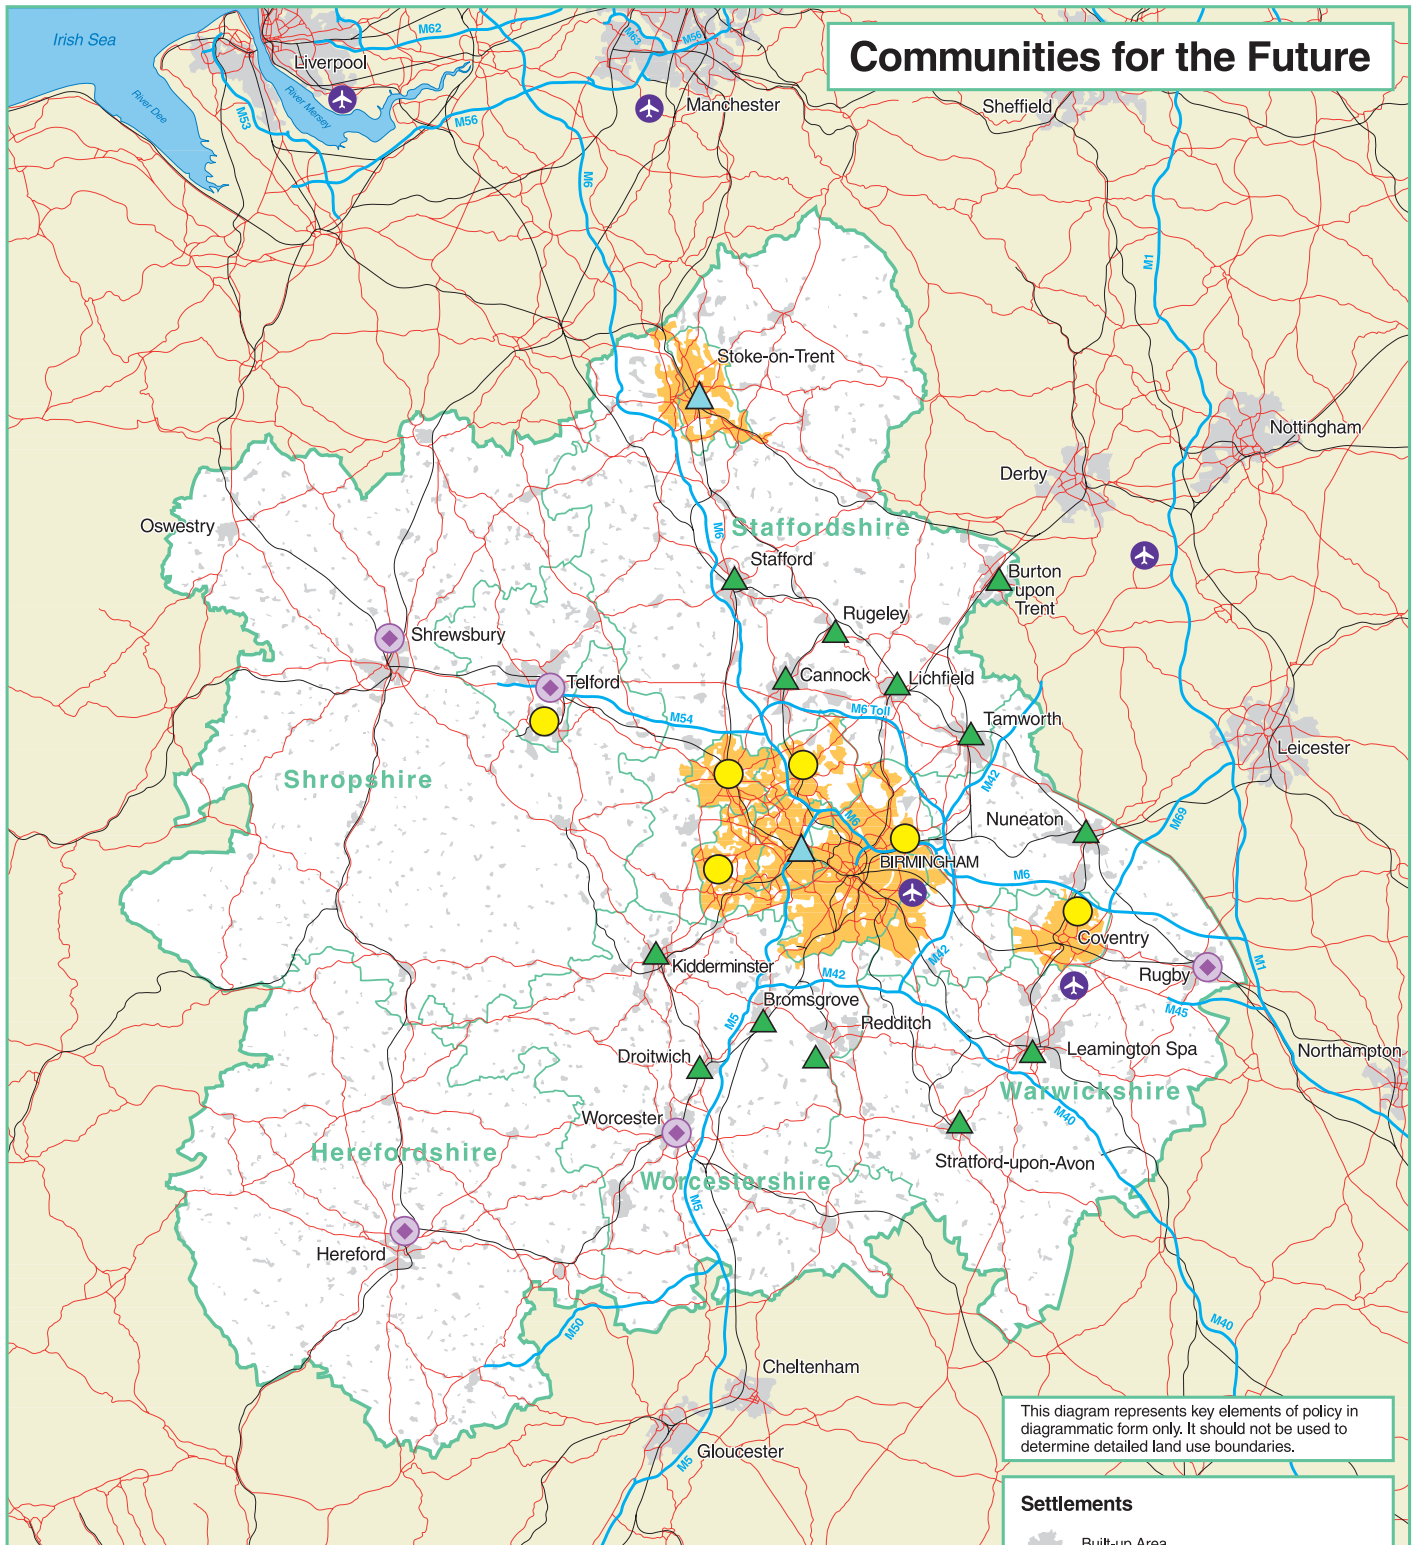 Communities for the Future
Irish Sea
Liverpool
River Dee
River Mersey
M62
M63
M56
M53
M56
Manchester
Sheffield
M6
M1
Stoke-on-Trent
Nottingham
Derby
Oswestry
M6
Staffordshire
Stafford
Burton
upon
Trent
Rugeley
Shrewsbury
Telford
Cannock
Lichfield
M6 Toll
M54
Tamworth
Leicester
Shropshire
M42
M69
M6
Nuneaton
BIRMINGHAM
M6
Coventry
M42
M1
Kidderminster
M42
Rugby
Bromsgrove
M45
M5
Redditch
Droitwich
Leamington Spa
Northampton
Warwickshire
M40
Worcester
Herefordshire
Stratford-upon-Avon
Worcestershire
M5
Hereford
M50
M40
Cheltenham
Gloucester
M5
This diagram represents key elements of policy in
diagrammatic form only. It should not be used to
determine detailed land use boundaries.
Settlements
Built-up Area